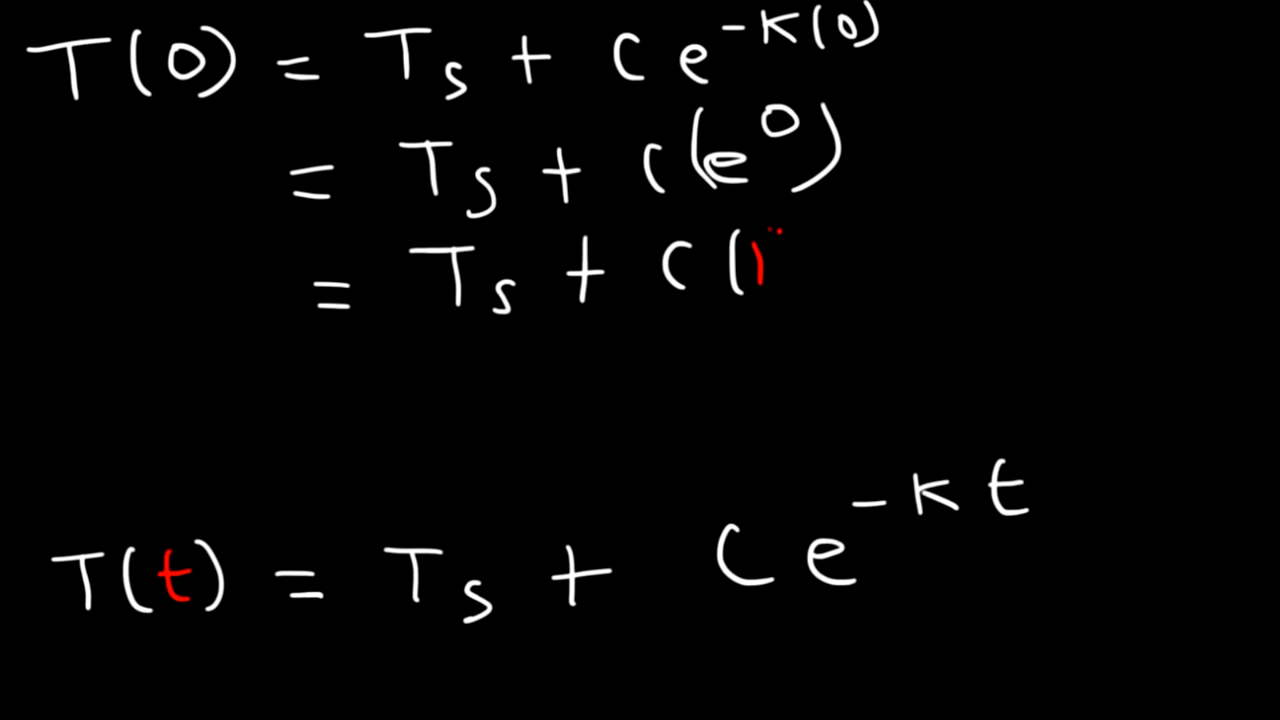 T(0) = Ts + Ce^-K(0)
= Ts + C(e^0)
= Ts + C(1
T(t) = Ts + Ce^-Kt